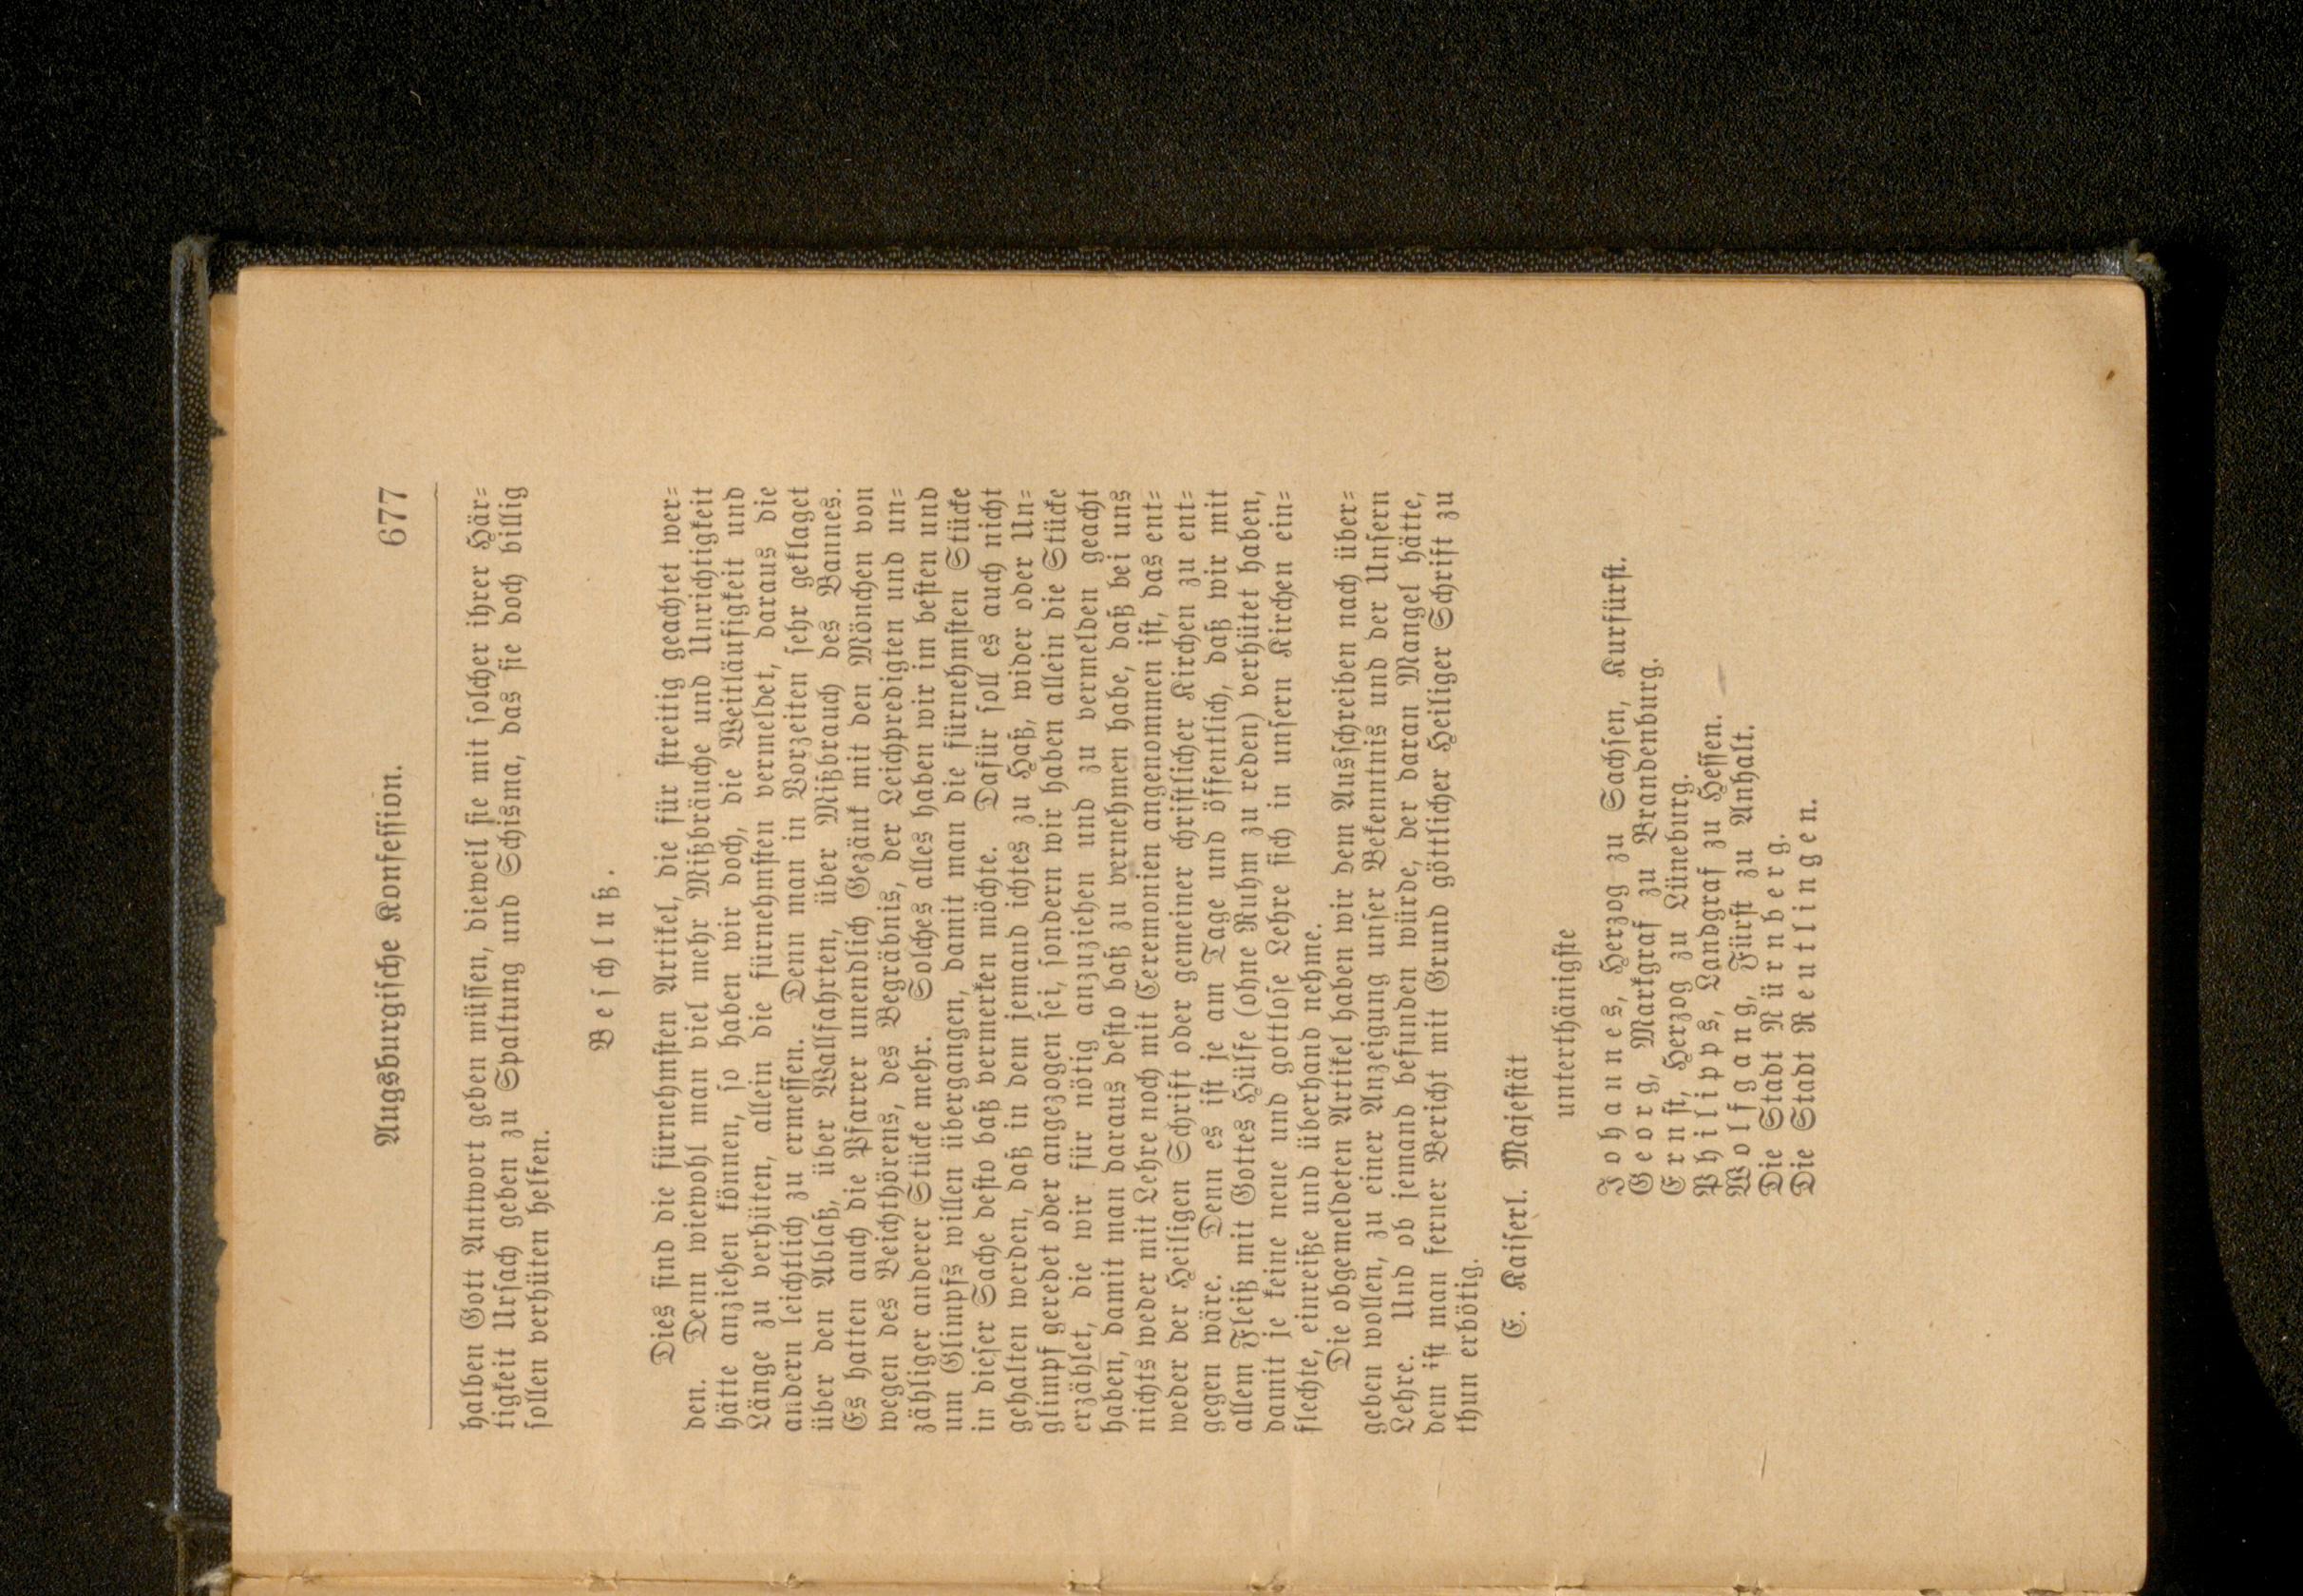 Augsburgische Konfession. 677
halben Gott Antwort geben müssen, dieweil sie mit solcher ihrer Här-
tigkeit Ursach geben zu Spaltung und Schisma, das sie doch billig
sollen verhüten helfen.
Beschluß.
Dies sind die fürnehmsten Artikel, die für streitig geachtet wer-
den. Denn wiewohl man viel mehr Mißbräuche und Unrichtigkeit
hätte anziehen können, so haben wir doch, die Weitläufigkeit und
Länge zu verhüten, allein die fürnehmsten vermeldet, daraus die
andern leichtlich zu ermessen. Denn man in Vorzeiten sehr geklaget
über den Ablaß, über Wallfahrten, über Mißbrauch des Bannes.
Es hatten auch die Pfarrer unendlich Gezänk mit den Mönchen von
wegen des Beichthörens, des Begräbnis, der Leichpredigten und un-
zähliger anderer Stücke mehr. Solches alles haben wir im besten und
um Glimpfs willen übergangen, damit man die fürnehmsten Stücke
in dieser Sache desto baß vermerken möchte. Dafür soll es auch nicht
gehalten werden, daß in dem jemand ichtes zu Haß, wider oder Un-
glimpf geredet oder angezogen sei, sondern wir haben allein die Stücke
erzählet, die wir für nötig anzuziehen und zu vermelden geacht
haben, damit man daraus desto baß zu vernehmen habe, daß bei uns
nichts weder mit Lehre noch mit Ceremonien angenommen ist, das ent-
weder der Heiligen Schrift oder gemeiner christlicher Kirchen zu ent-
gegen wäre. Denn es ist je am Tage und öffentlich, daß wir mit
allem Fleiß mit Gottes Hülfe (ohne Ruhm zu reden) verhütet haben,
damit je keine neue und gottlose Lehre sich in unsern Kirchen ein-
flechte, einreiße und überhand nehme.
Die obgemeldeten Artikel haben wir dem Ausschreiben nach über-
geben wollen, zu einer Anzeigung unser Bekenntnis und der Unsern
Lehre. Und ob jemand befunden würde, der daran Mangel hätte,
dem ist man ferner Bericht mit Grund göttlicher Heiliger Schrift zu
thun erbötig.
E. Kaiserl. Majestät
unterthänigste
Johannes, Herzog zu Sachsen, Kurfürst.
Georg, Markgraf zu Brandenburg.
Ernst, Herzog zu Lüneburg.
Philipps, Landgraf zu Hessen.
Wolfgang, Fürst zu Anhalt.
Die Stadt Nürnberg.
Die Stadt Reutlingen.